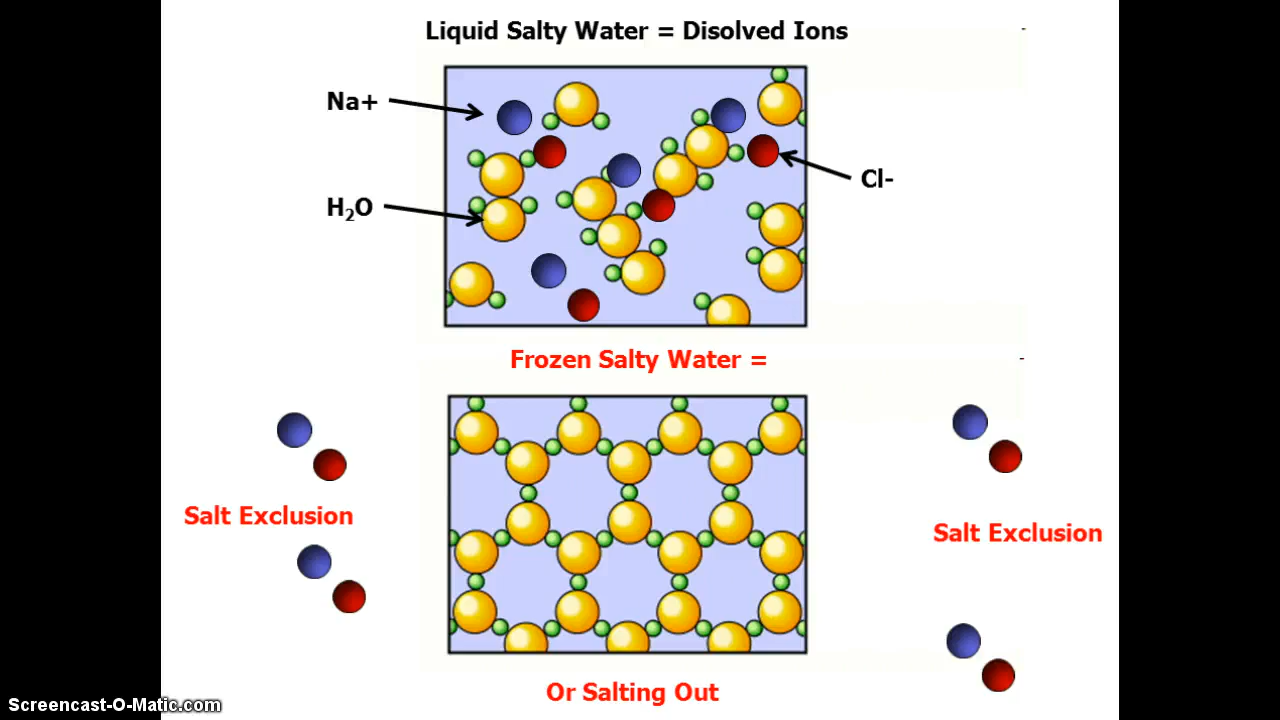 Liquid Salty Water = Disolved Ions
Na+
Cl-
H₂O
Frozen Salty Water =
Salt Exclusion
Salt Exclusion
Or Salting Out
Screencast-O-Matic.com